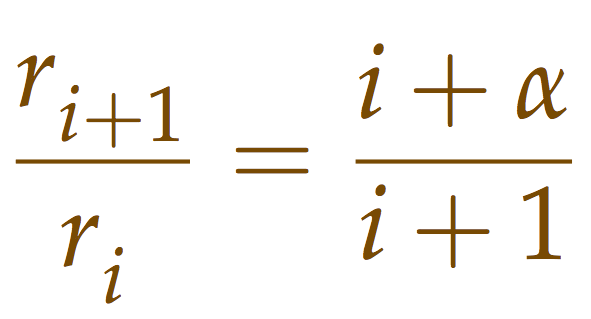 r_{i+1} / r_i = (i + α) / (i + 1)